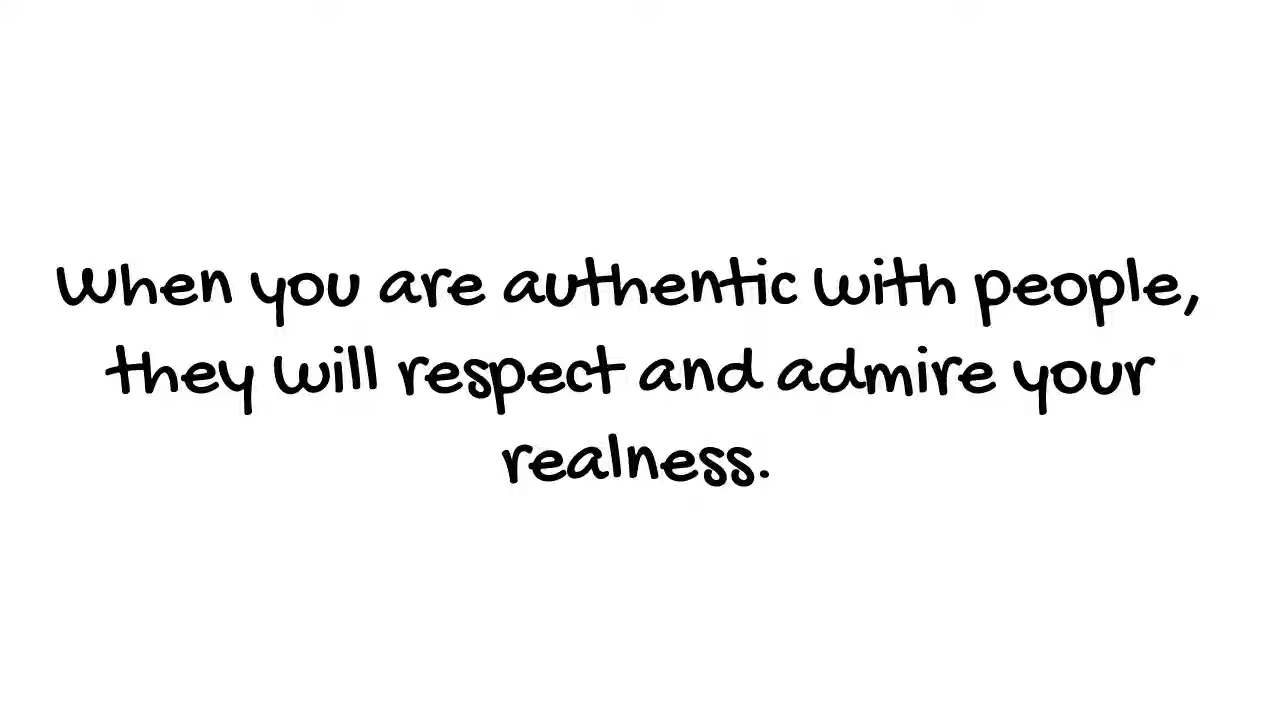 When you are authentic with people,
they will respect and admire your
realness.